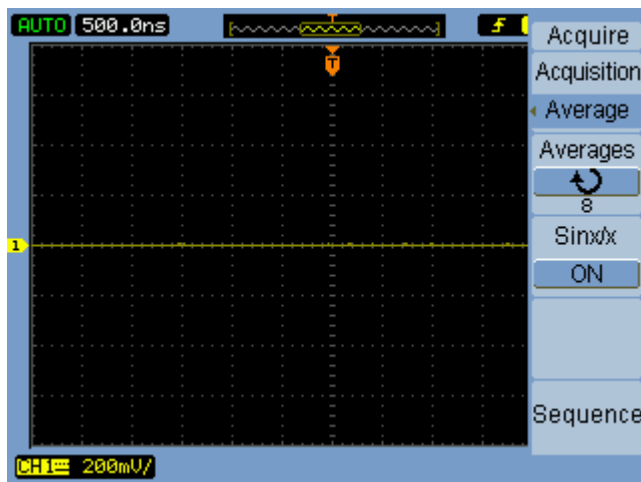 AUTO 500.0ns
T
1
CH1 200mV/
Acquire
Acquisition
Average
Averages
8
Sinx/x
ON
Sequence